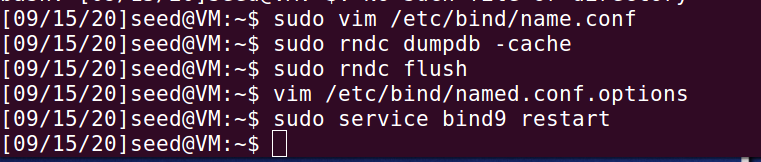 [09/15/20]seed@VM:~$ sudo vim /etc/bind/name.conf
[09/15/20]seed@VM:~$ sudo rndc dumpdb -cache
[09/15/20]seed@VM:~$ sudo rndc flush
[09/15/20]seed@VM:~$ vim /etc/bind/named.conf.options
[09/15/20]seed@VM:~$ sudo service bind9 restart
[09/15/20]seed@VM:~$